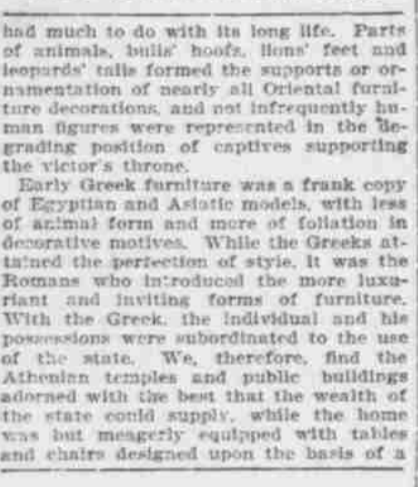 had much to do with its long life. Parts
of animals, bulls' hoofs, lions' feet and
leopards' tails formed the supports or or-
namentation of nearly all Oriental furni-
ture decorations, and not infrequently hu-
man figures were represented in the de-
grading position of captives supporting
the victor's throne.
Early Greek furniture was a frank copy
of Egyptian and Asiatic models, with less
of animal form and more of foliation in
decorative motives. While the Greeks at-
tained the perfection of style, it was the
Romans who introduced the more luxu-
riant and inviting forms of furniture.
With the Greek, the individual and his
possessions were subordinated to the use
of the state. We, therefore, find the
Athenian temples and public buildings
adorned with the best that the wealth of
the state could supply, while the home
was but meagerly equipped with tables
and chairs designed upon the basis of a